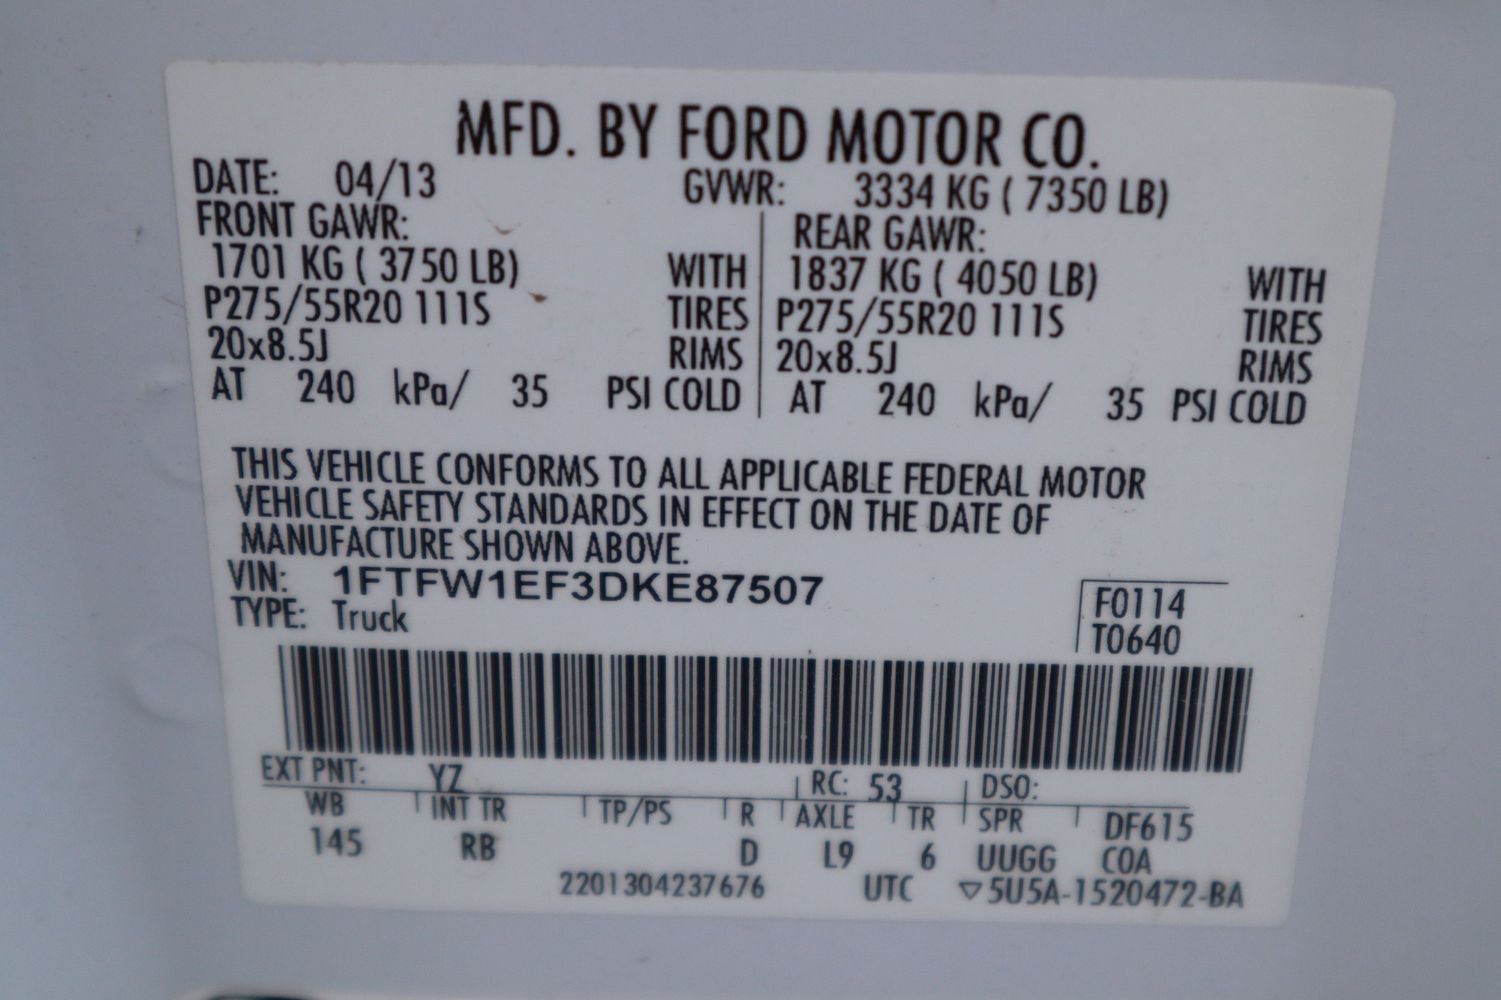 MFD. BY FORD MOTOR CO.
DATE: 04/13 GVWR: 3334 KG ( 7350 LB)
FRONT GAWR: REAR GAWR:
1701 KG ( 3750 LB) WITH 1837 KG ( 4050 LB) WITH
P275/55R20 111S TIRES P275/55R20 111S TIRES
20x8.5J RIMS 20x8.5J RIMS
AT 240 kPa/ 35 PSI COLD AT 240 kPa/ 35 PSI COLD
THIS VEHICLE CONFORMS TO ALL APPLICABLE FEDERAL MOTOR
VEHICLE SAFETY STANDARDS IN EFFECT ON THE DATE OF
MANUFACTURE SHOWN ABOVE.
VIN: 1FTFW1EF3DKE87507
F0114
TYPE: Truck
T0640
EXT PNT: YZ RC: 53 DSO:
WB INT TR TP/PS R AXLE TR SPR DF615
145 RB D L9 6 UUGG COA
2201304237676 UTC ▽5U5A-1520472-BA